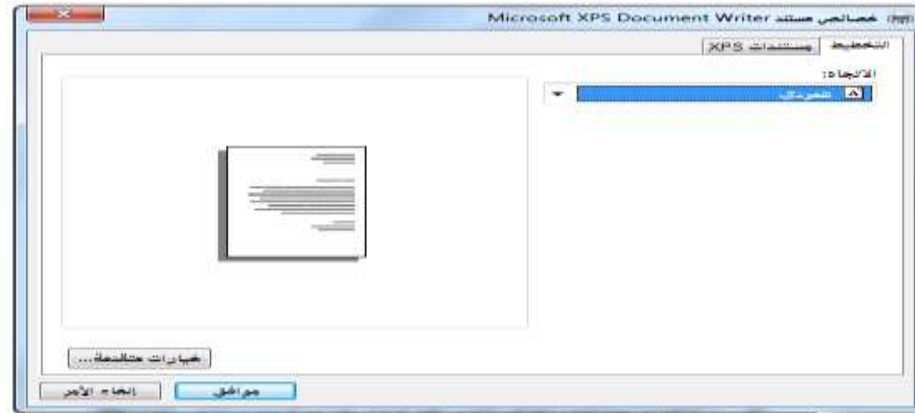 خصائص مستند Microsoft XPS Document Writer
التخطيط
مستندات XPS
الاتجاه:
عمودي
خيارات متقدمة...
موافق
إلغاء الأمر